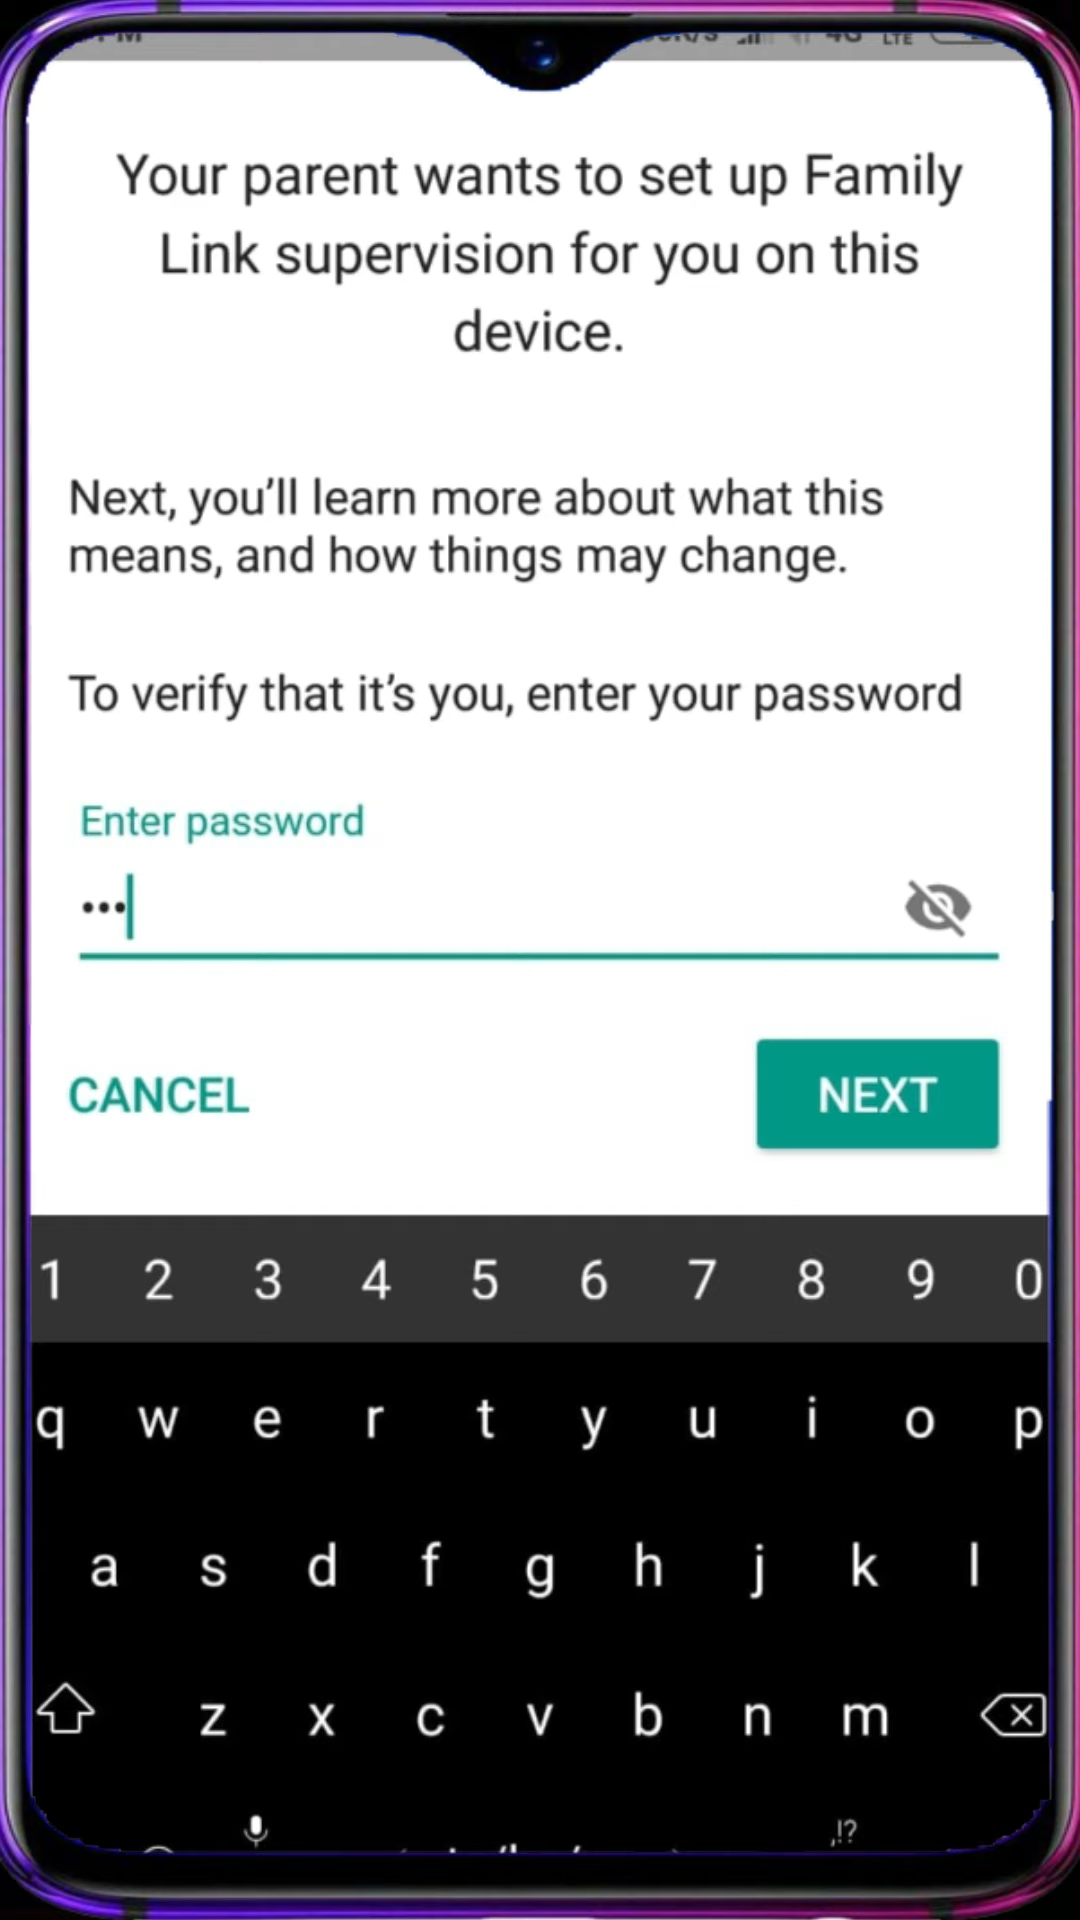 4G LTE
Your parent wants to set up Family
Link supervision for you on this
device.
Next, you’ll learn more about what this
means, and how things may change.
To verify that it’s you, enter your password
Enter password
•••
CANCEL
NEXT
1 2 3 4 5 6 7 8 9 0
q w e r t y u i o p
a s d f g h j k l
z x c v b n m
,!?